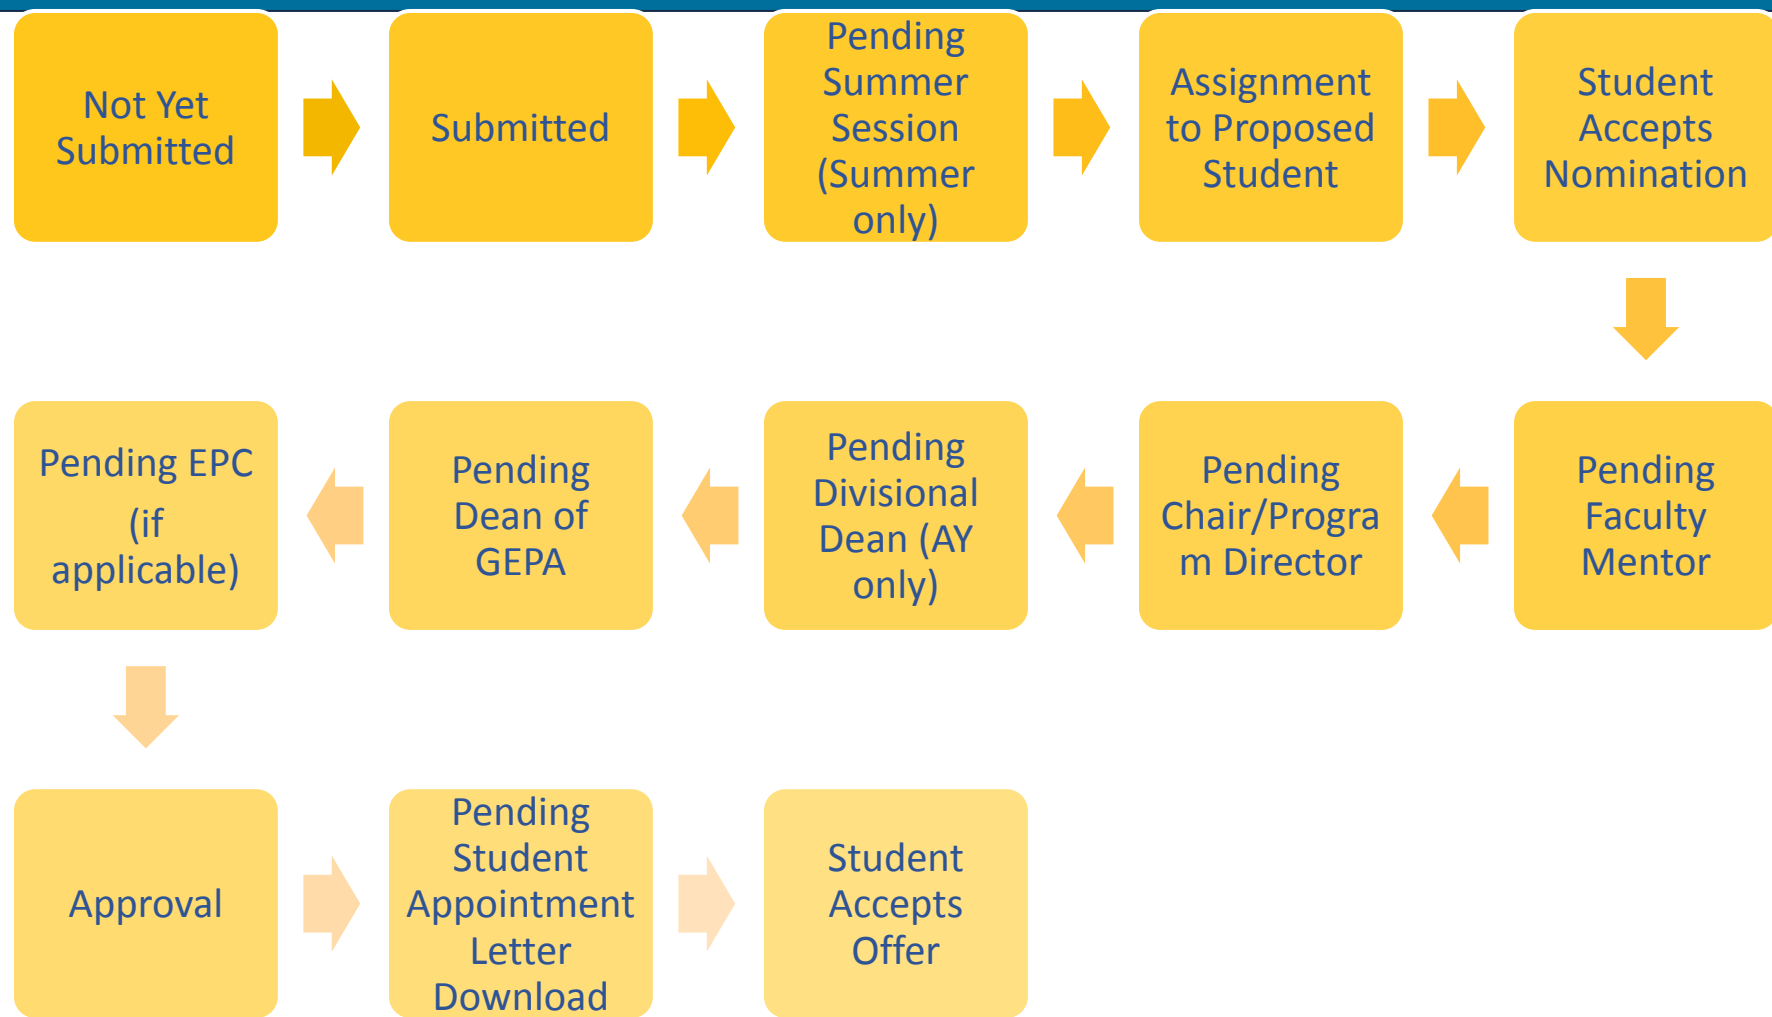 Not Yet
Submitted
Submitted
Pending
Summer
Session
(Summer
only)
Assignment
to Proposed
Student
Student
Accepts
Nomination
Pending
Faculty
Mentor
Pending
Chair/Progra
m Director
Pending
Divisional
Dean (AY
only)
Pending
Dean of
GEPA
Pending EPC
(if
applicable)
Approval
Pending
Student
Appointment
Letter
Download
Student
Accepts
Offer